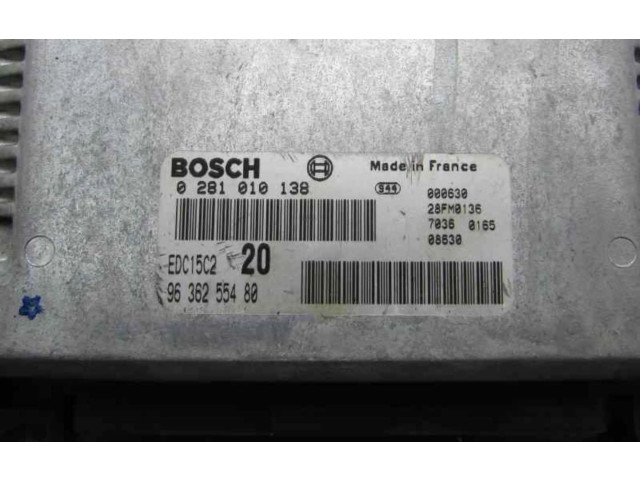 BOSCH Made in France
0 281 010 138 S44 000630
28FM0136
7036 0165
08630
EDC15C2 20
96 362 554 80